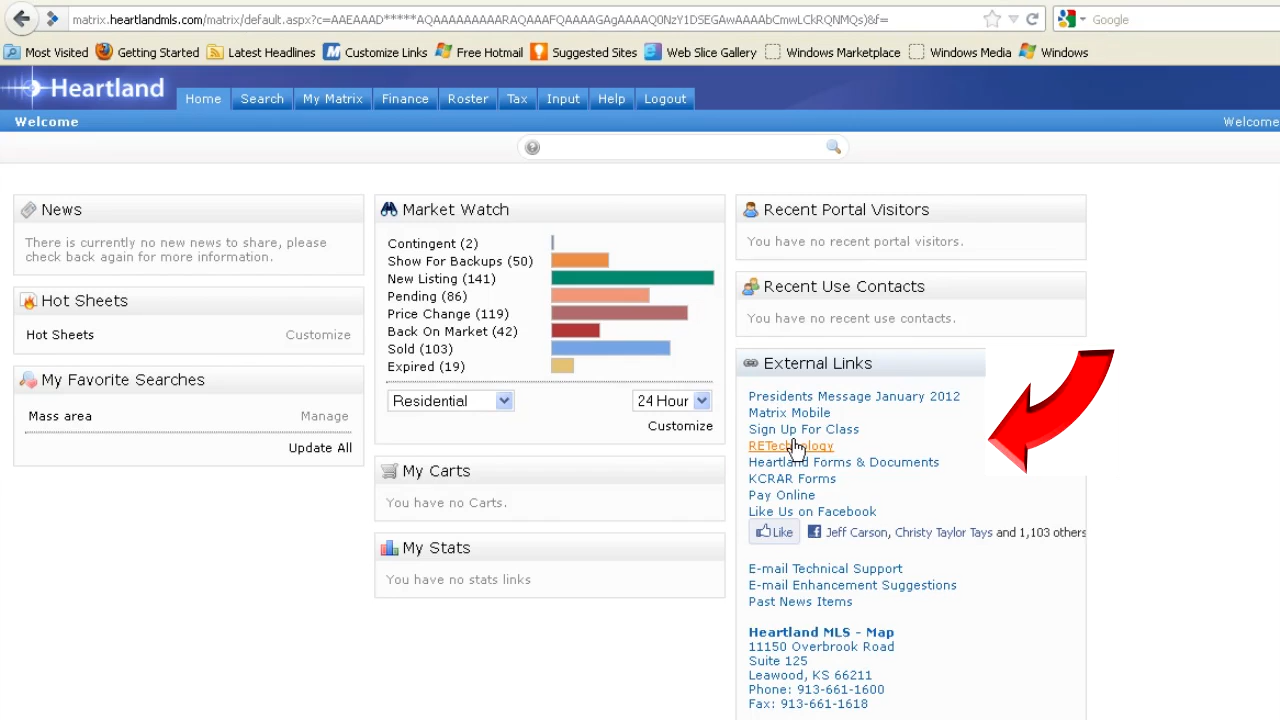 matrix.heartlandmls.com/matrix/default.aspx?c=AAEAAAD*****AQAAAAAAAAARAQAAAFQAAAAGAgAAAAQ0NzY1DSEGAwAAAAbCmwLCkRQNMQs)&f=
Google
Most Visited Getting Started Latest Headlines Customize Links Free Hotmail Suggested Sites Web Slice Gallery Windows Marketplace Windows Media Windows
Heartland
Home Search My Matrix Finance Roster Tax Input Help Logout
Welcome
Welcome
News
There is currently no new news to share, please
check back again for more information.
Hot Sheets
Hot Sheets Customize
My Favorite Searches
Mass area Manage
Update All
Market Watch
Contingent (2)
Show For Backups (50)
New Listing (141)
Pending (86)
Price Change (119)
Back On Market (42)
Sold (103)
Expired (19)
Residential 24 Hour
Customize
My Carts
You have no Carts.
My Stats
You have no stats links
Recent Portal Visitors
You have no recent portal visitors.
Recent Use Contacts
You have no recent use contacts.
External Links
Presidents Message January 2012
Matrix Mobile
Sign Up For Class
RETechnology
Heartland Forms & Documents
KCRAR Forms
Pay Online
Like Us on Facebook
Like Jeff Carson, Christy Taylor Tays and 1,103 others
E-mail Technical Support
E-mail Enhancement Suggestions
Past News Items
Heartland MLS - Map
11150 Overbrook Road
Suite 125
Leawood, KS 66211
Phone: 913-661-1600
Fax: 913-661-1618